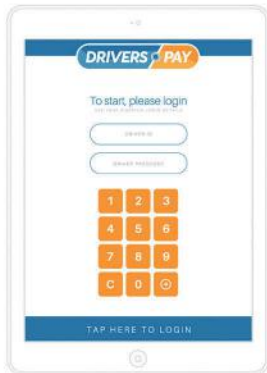 DRIVERS PAY
To start, please login
DRIVER ID
DRIVER PASSWORD
1 2 3
4 5 6
7 8 9
C 0
TAP HERE TO LOGIN